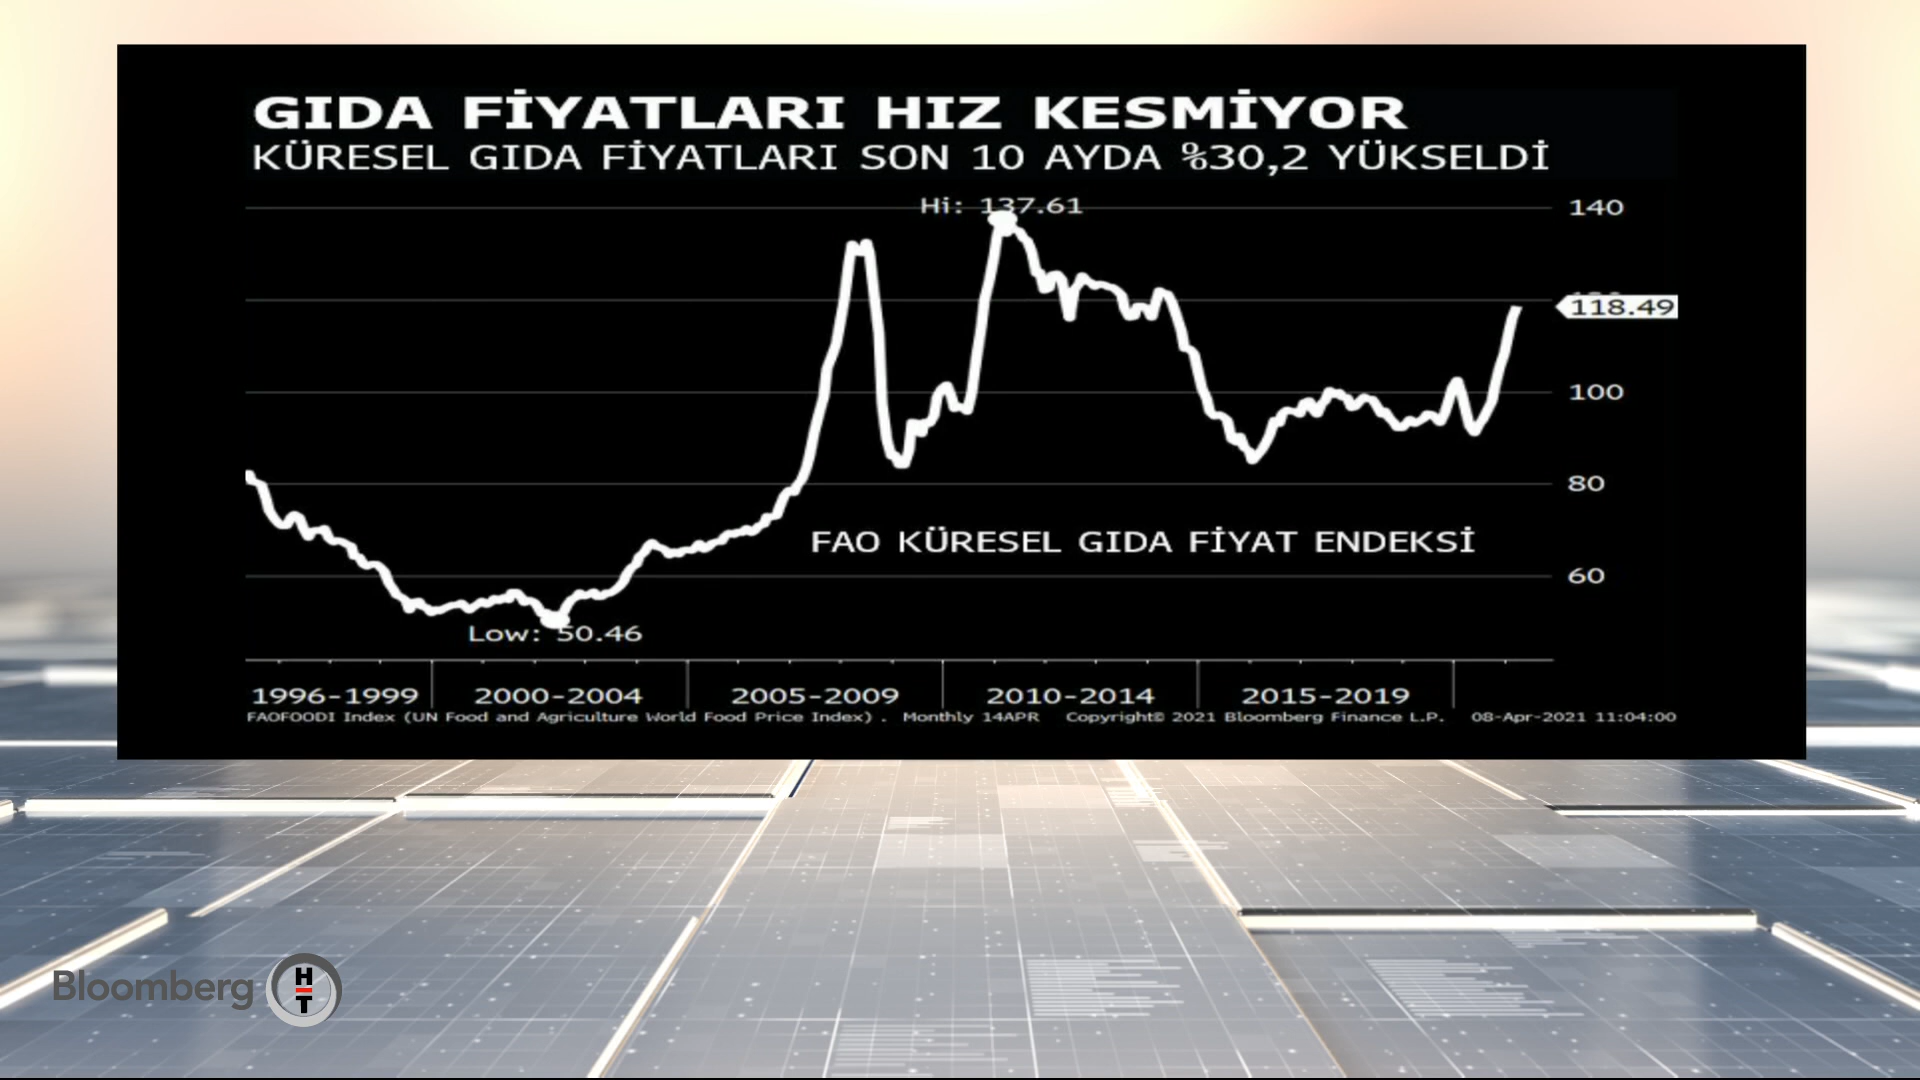 GIDA FİYATLARI HIZ KESMİYOR
KÜRESEL GIDA FİYATLARI SON 10 AYDA %30,2 YÜKSELDİ
Hi: 137.61
140
118.49
100
80
FAO KÜRESEL GIDA FİYAT ENDEKSİ
60
Low: 50.46
1996-1999 2000-2004 2005-2009 2010-2014 2015-2019
FAOFOODI Index (UN Food and Agriculture World Food Price Index) . Monthly 14APR Copyright© 2021 Bloomberg Finance L.P. 08-Apr-2021 11:04:00
Bloomberg HT